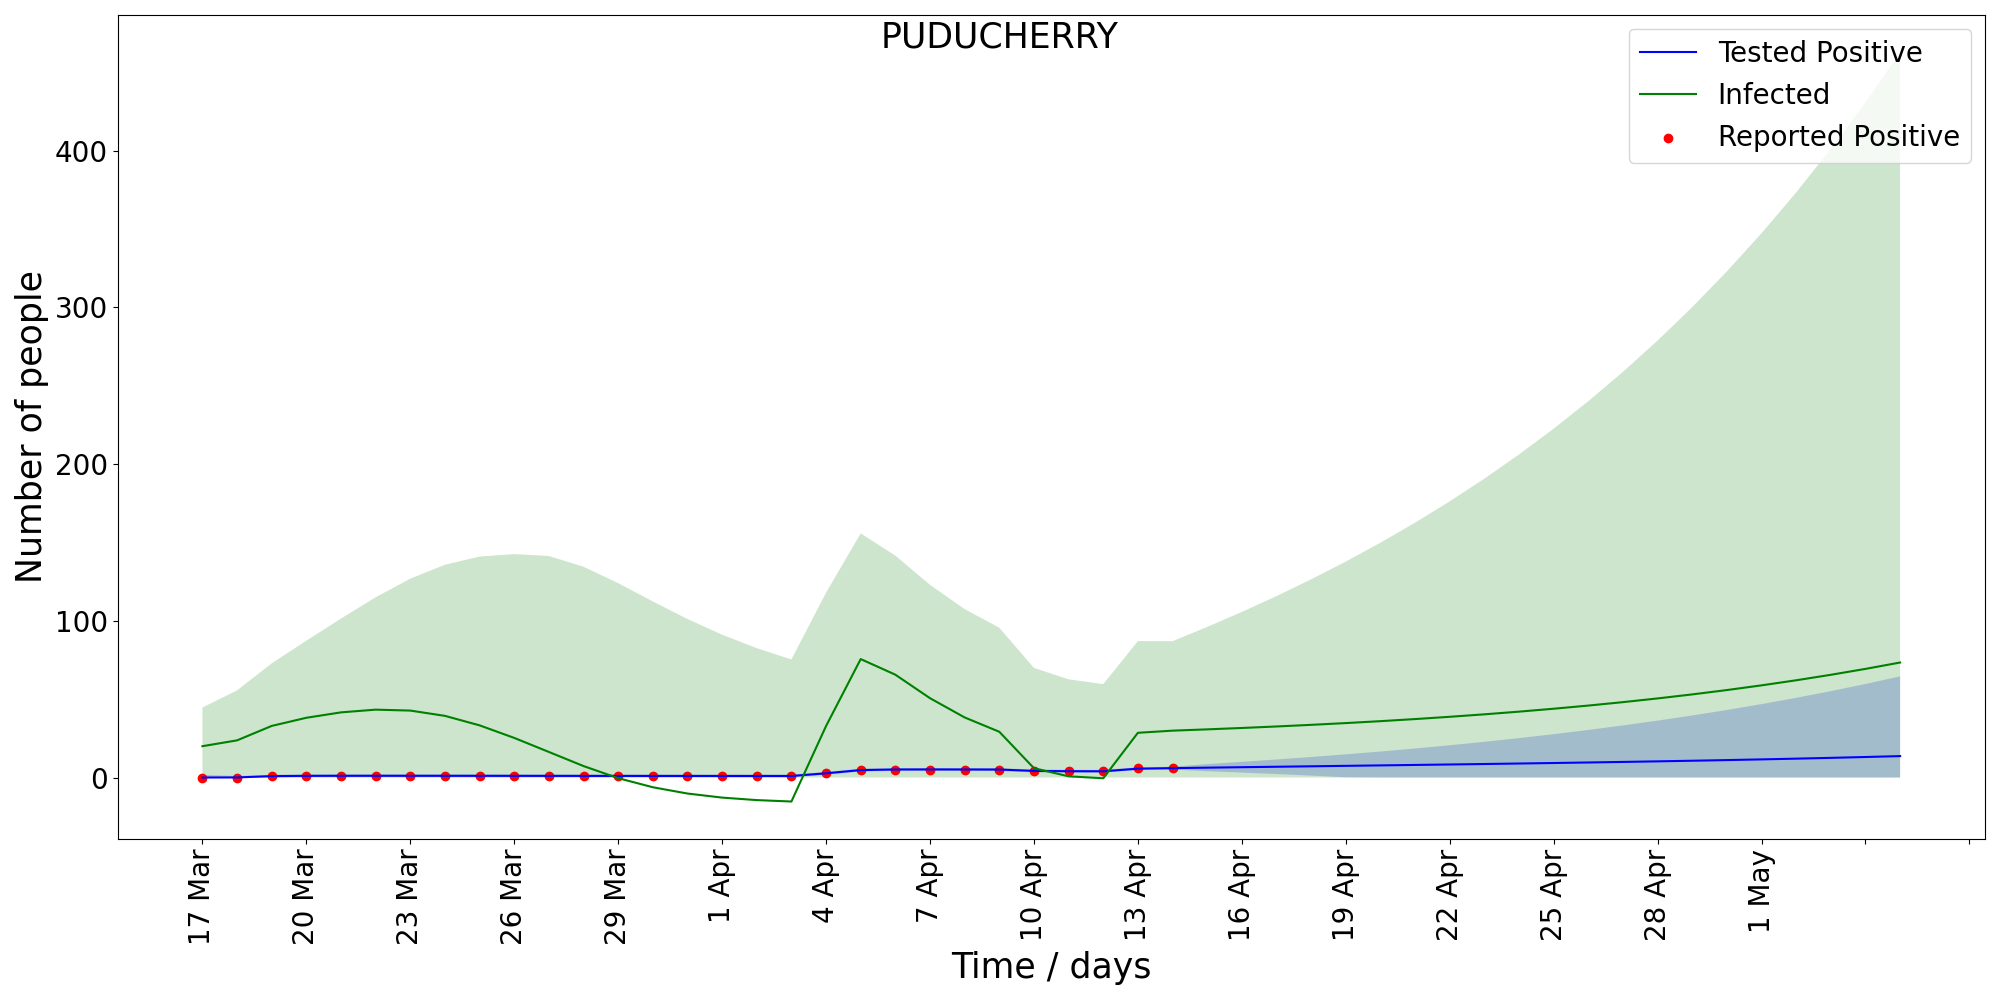 PUDUCHERRY
Tested Positive
Infected
Reported Positive
Number of people
400
300
200
100
0
17 Mar
20 Mar
23 Mar
26 Mar
29 Mar
1 Apr
4 Apr
7 Apr
10 Apr
13 Apr
16 Apr
19 Apr
22 Apr
25 Apr
28 Apr
1 May
Time / days